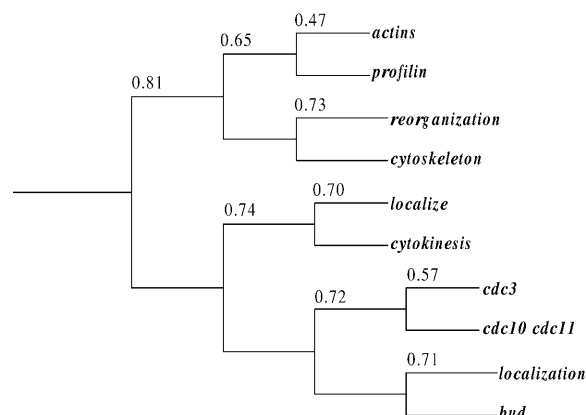 0.47
actins
0.65
profilin
0.81
0.73
reorganization
cytoskeleton
0.70
localize
0.74
cytokinesis
0.57
cdc3
0.72
cdc10 cdc11
0.71
localization
bud